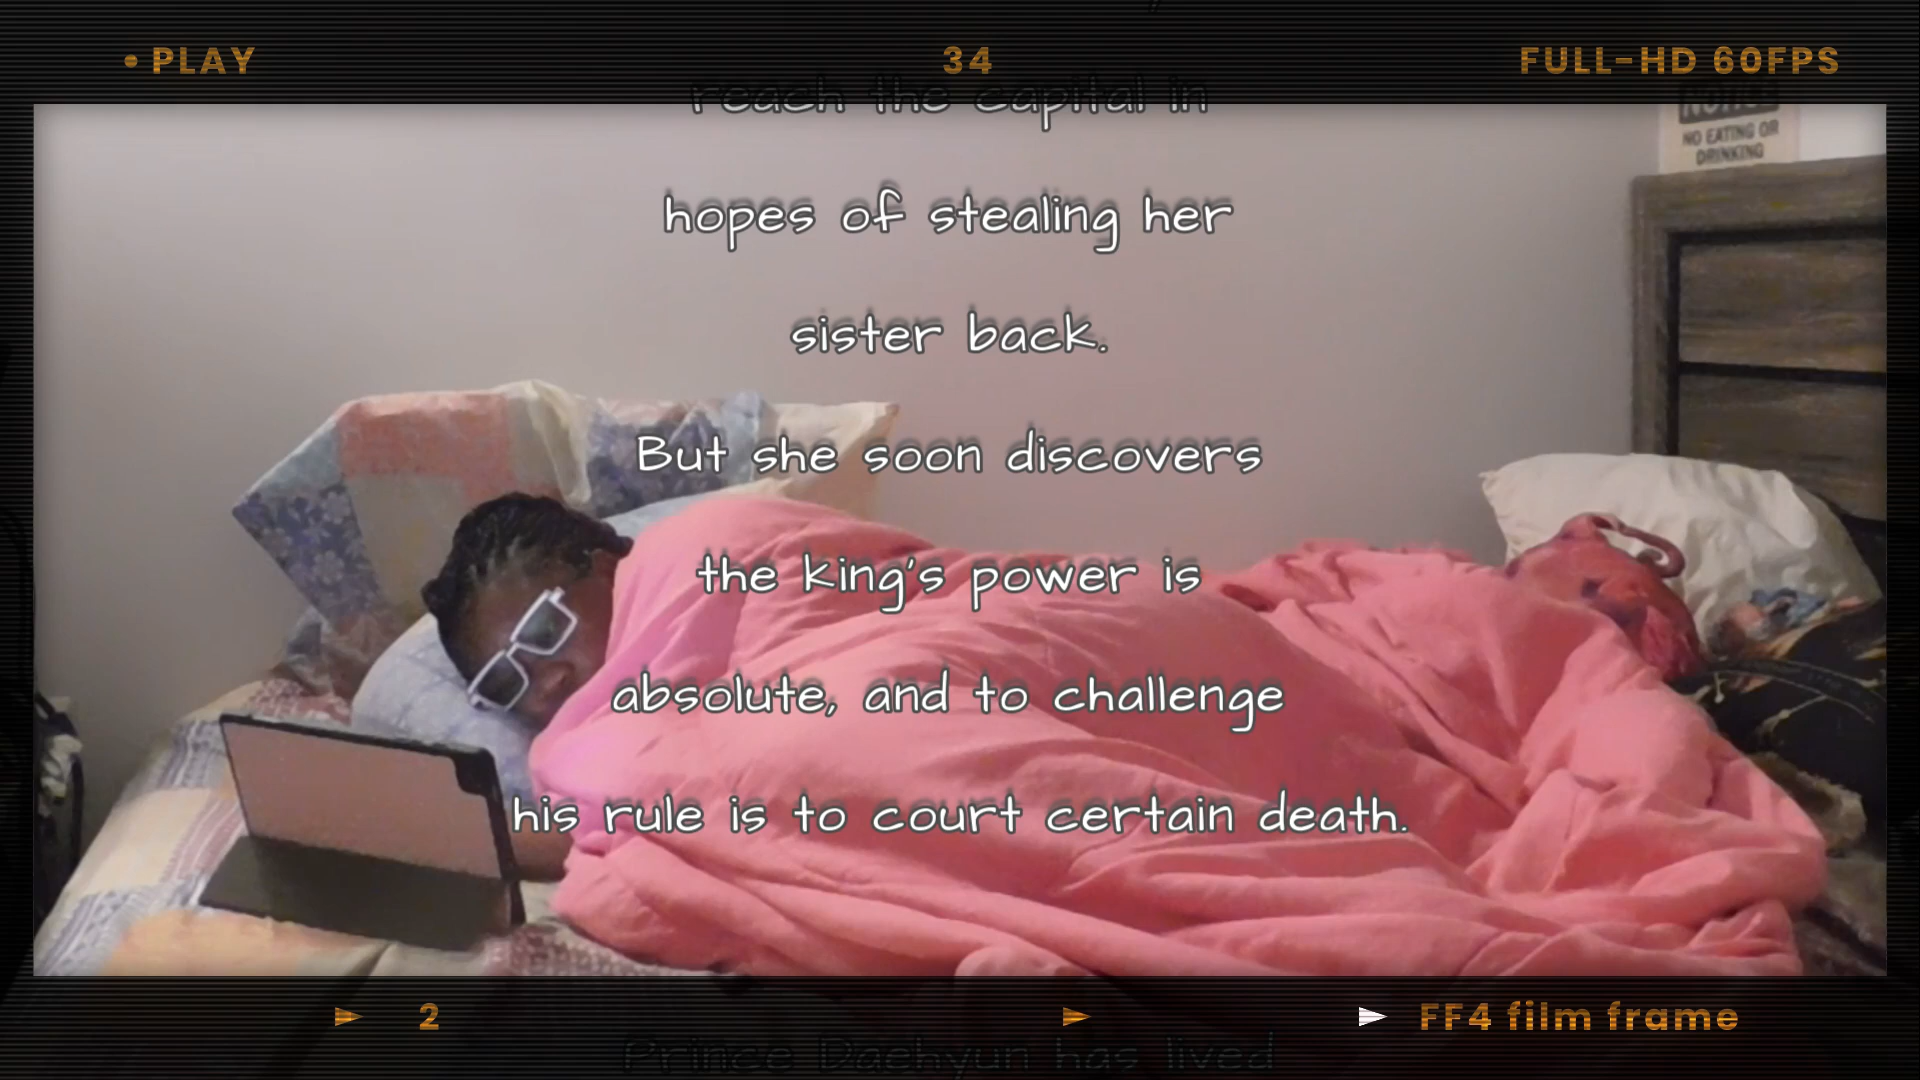 • PLAY
34
FULL-HD 60FPS
reach the capital in
NOTICE
NO EATING OR
DRINKING
hopes of stealing her
sister back.
But she soon discovers
the king's power is
absolute, and to challenge
his rule is to court certain death.
2
FF4 film frame
Prince Daehyun has lived